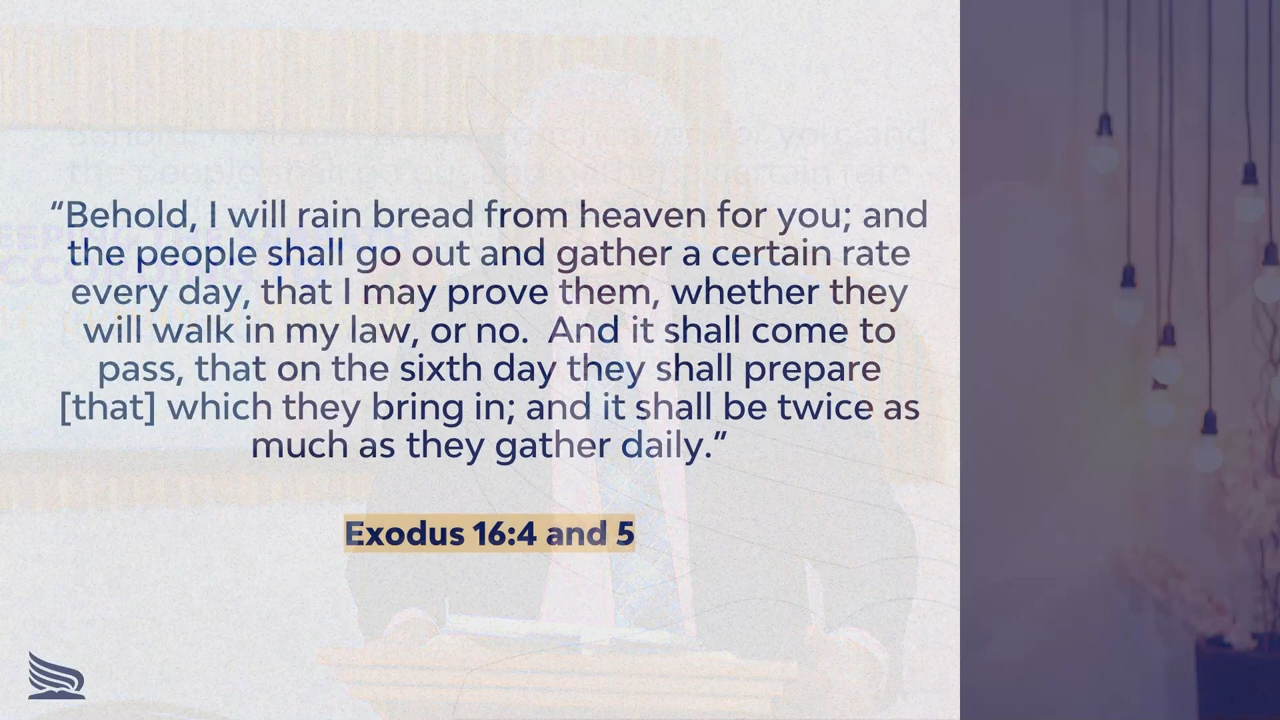 “Behold, I will rain bread from heaven for you; and
the people shall go out and gather a certain rate
every day, that I may prove them, whether they
will walk in my law, or no.  And it shall come to
pass, that on the sixth day they shall prepare
[that] which they bring in; and it shall be twice as
much as they gather daily.”
Exodus 16:4 and 5